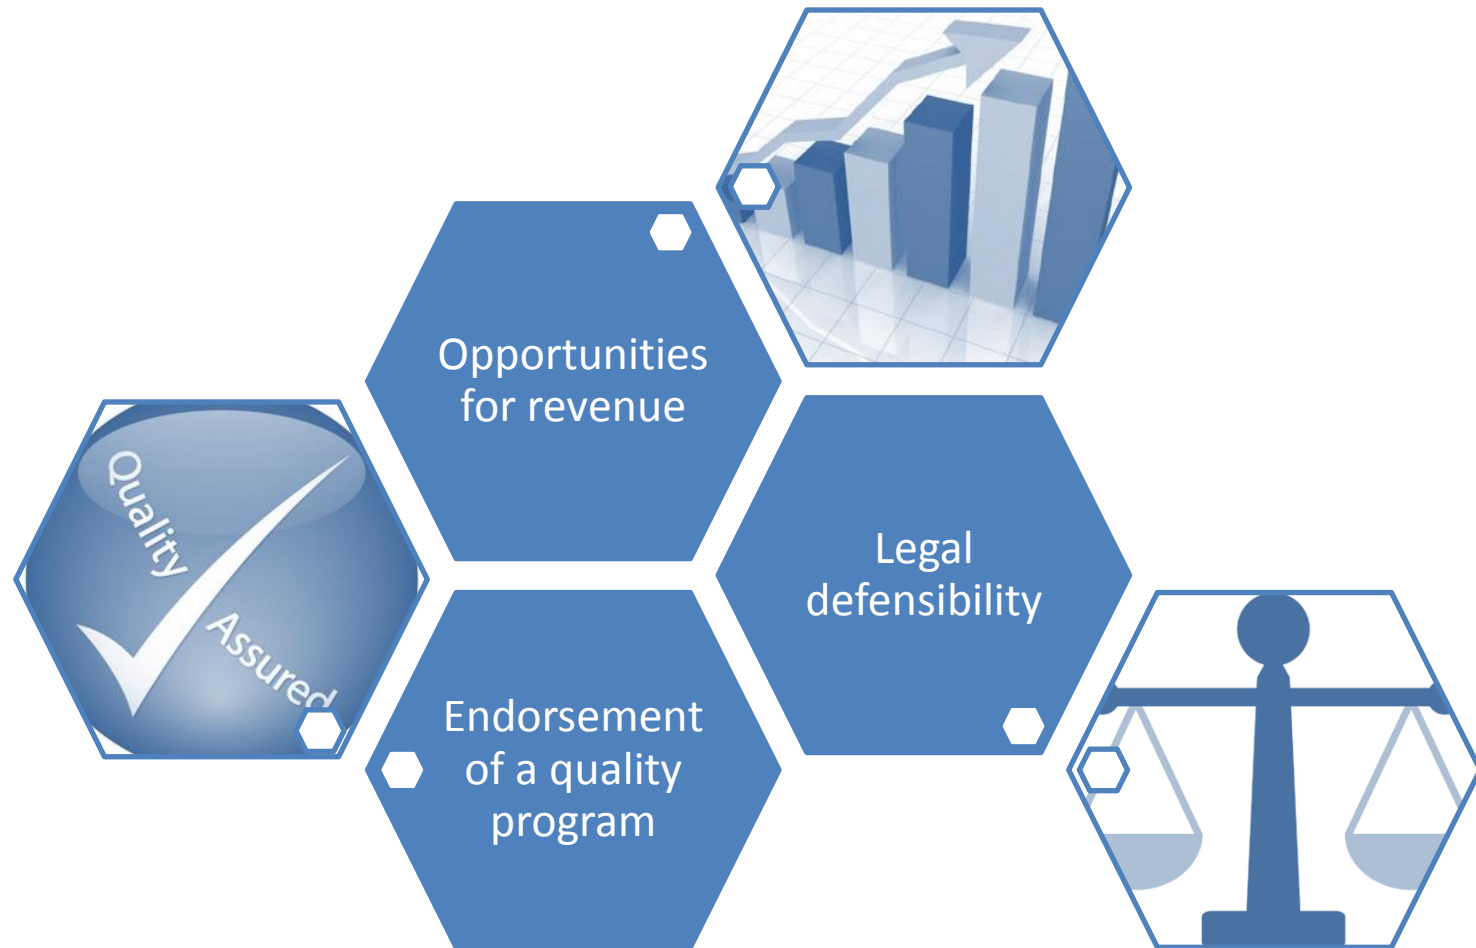 Opportunities
for revenue
Quality
Assured
Legal
defensibility
Endorsement
of a quality
program